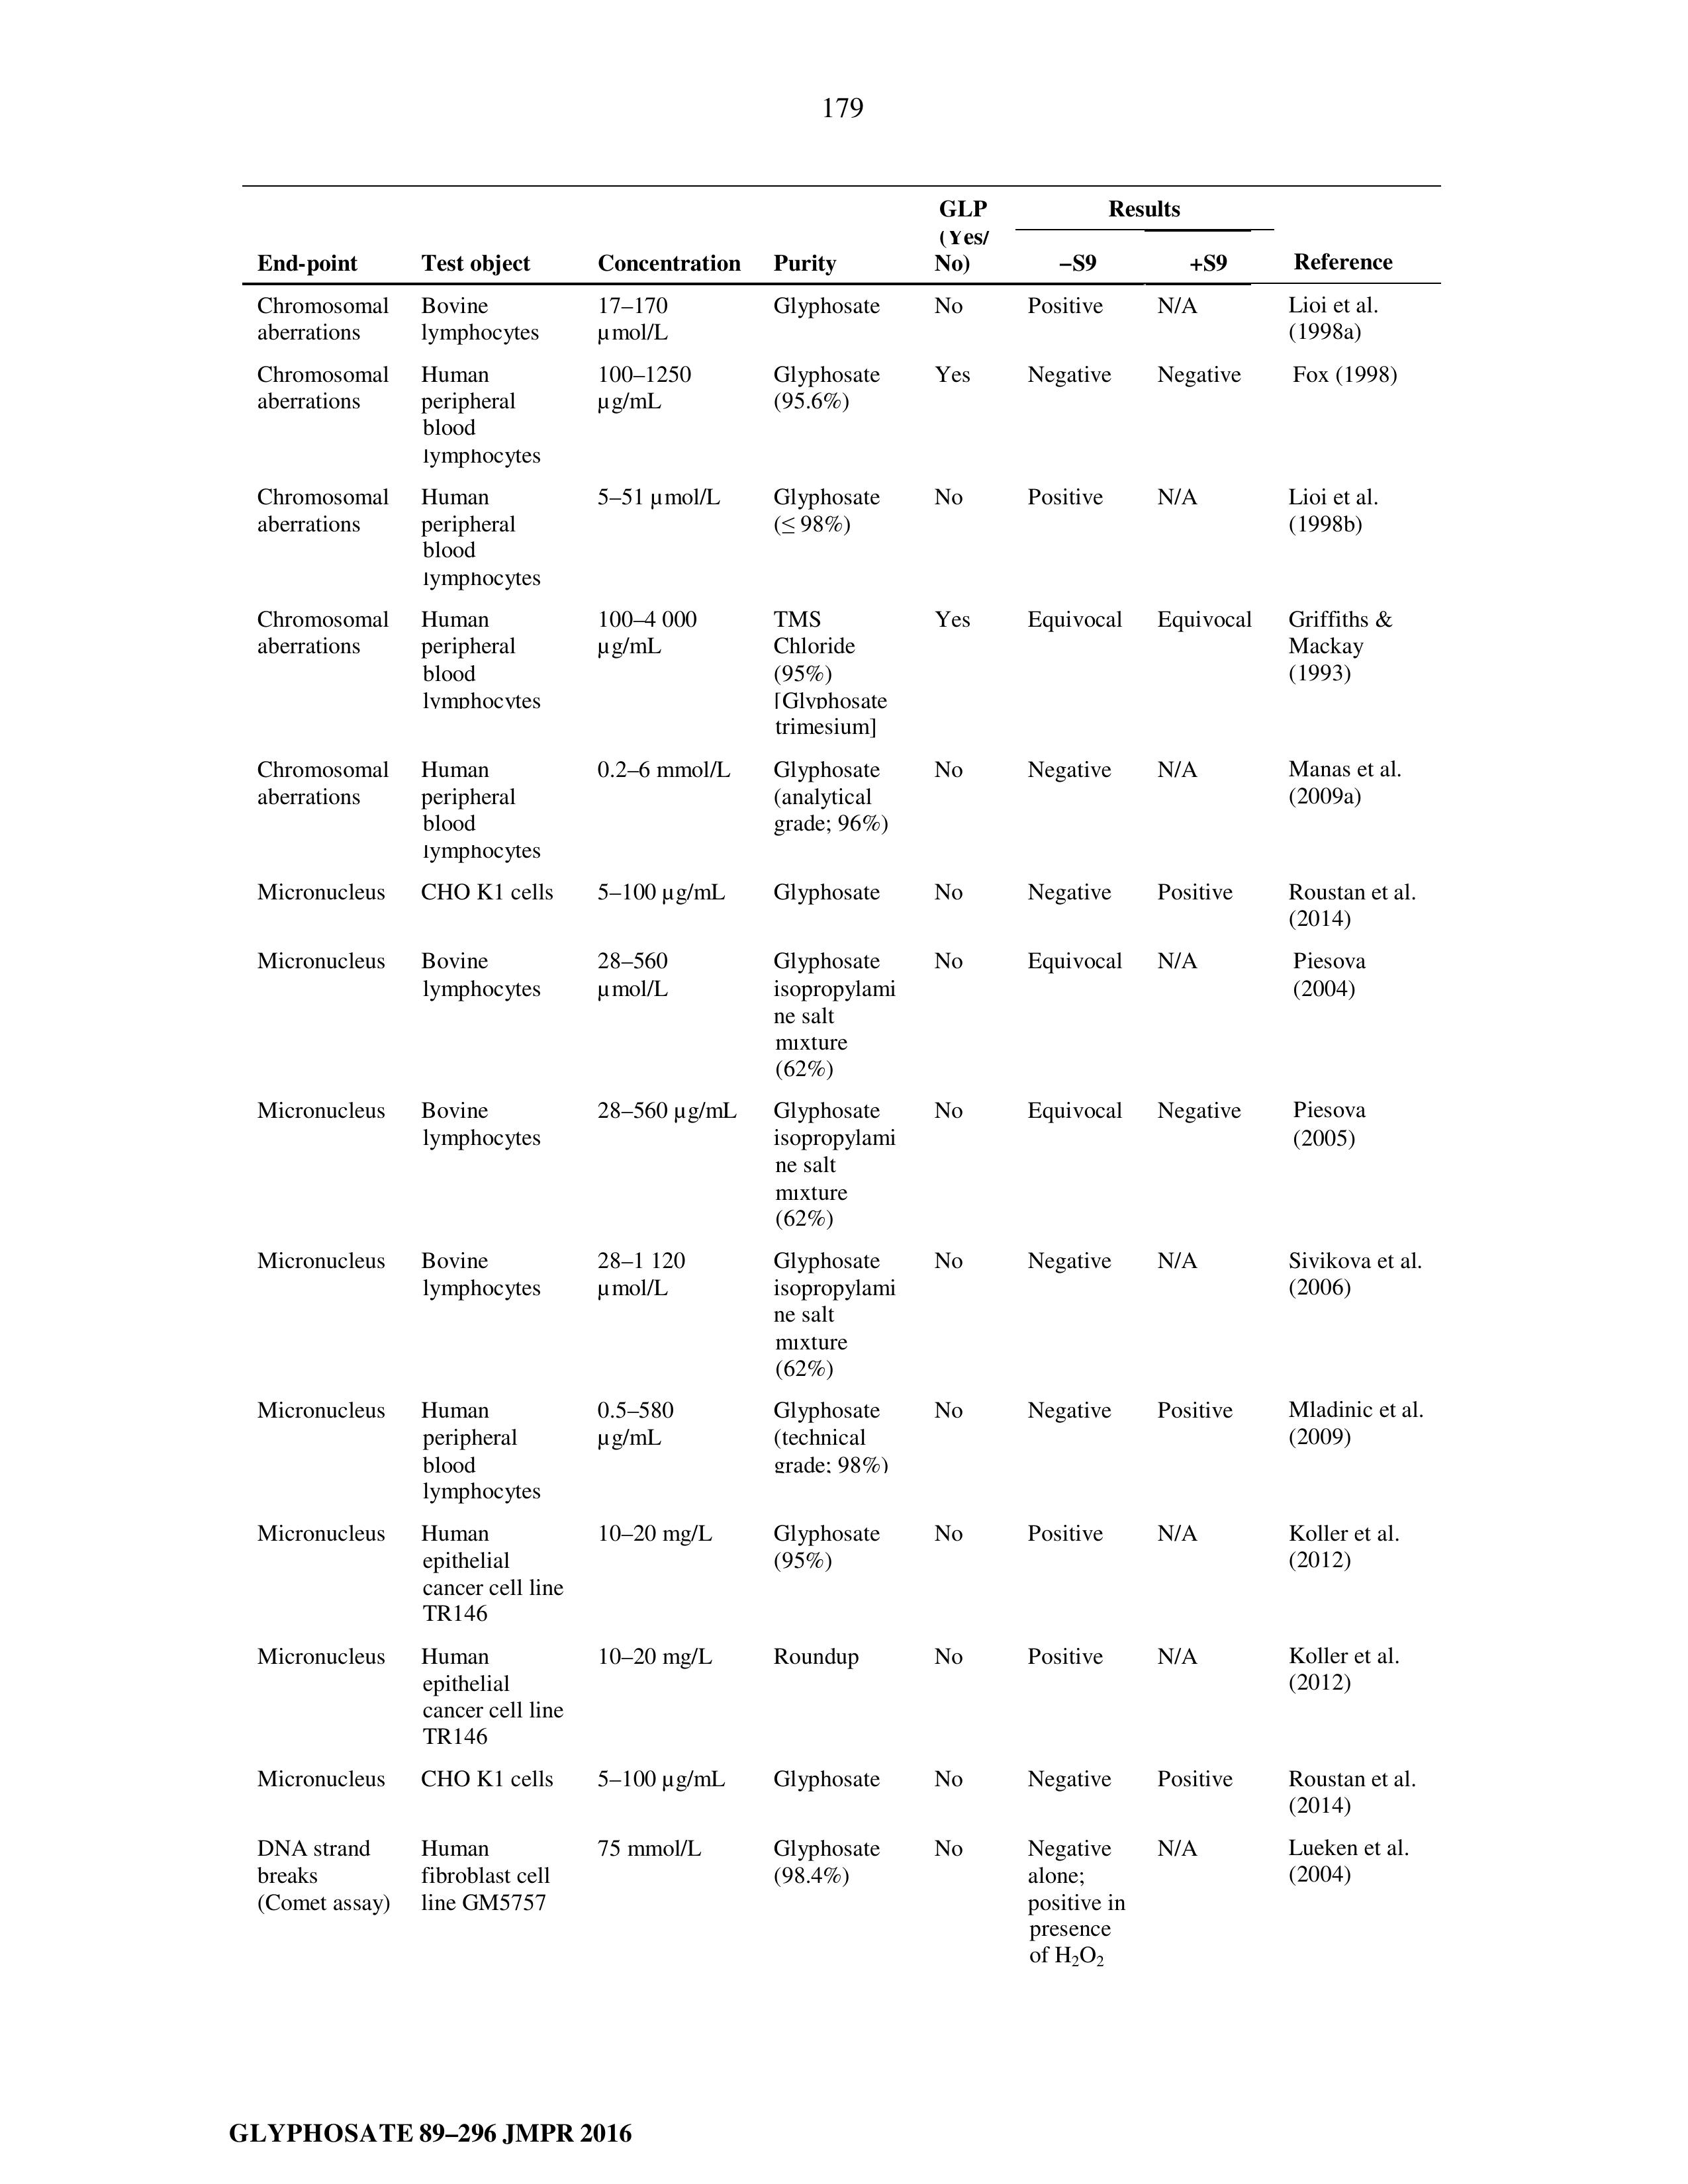 179
GLP Results
(Yes/
End-point Test object Concentration Purity No) –S9 +S9 Reference
Chromosomal Bovine 17–170 Glyphosate No Positive N/A Lioi et al.
aberrations lymphocytes µmol/L (1998a)
Chromosomal Human 100–1250 Glyphosate Yes Negative Negative Fox (1998)
aberrations peripheral µg/mL (95.6%)
blood
lymphocytes
Chromosomal Human 5–51 µmol/L Glyphosate No Positive N/A Lioi et al.
aberrations peripheral (≤ 98%) (1998b)
blood
lymphocytes
Chromosomal Human 100–4 000 TMS Yes Equivocal Equivocal Griffiths &
aberrations peripheral µg/mL Chloride Mackay
blood (95%) (1993)
lymphocytes [Glyphosate
trimesium]
Chromosomal Human 0.2–6 mmol/L Glyphosate No Negative N/A Manas et al.
aberrations peripheral (analytical (2009a)
blood grade; 96%)
lymphocytes
Micronucleus CHO K1 cells 5–100 µg/mL Glyphosate No Negative Positive Roustan et al.
(2014)
Micronucleus Bovine 28–560 Glyphosate No Equivocal N/A Piesova
lymphocytes µmol/L isopropylami (2004)
ne salt
mixture
(62%)
Micronucleus Bovine 28–560 µg/mL Glyphosate No Equivocal Negative Piesova
lymphocytes isopropylami (2005)
ne salt
mixture
(62%)
Micronucleus Bovine 28–1 120 Glyphosate No Negative N/A Sivikova et al.
lymphocytes µmol/L isopropylami (2006)
ne salt
mixture
(62%)
Micronucleus Human 0.5–580 Glyphosate No Negative Positive Mladinic et al.
peripheral µg/mL (technical (2009)
blood grade; 98%)
lymphocytes
Micronucleus Human 10–20 mg/L Glyphosate No Positive N/A Koller et al.
epithelial (95%) (2012)
cancer cell line
TR146
Micronucleus Human 10–20 mg/L Roundup No Positive N/A Koller et al.
epithelial (2012)
cancer cell line
TR146
Micronucleus CHO K1 cells 5–100 µg/mL Glyphosate No Negative Positive Roustan et al.
(2014)
DNA strand Human 75 mmol/L Glyphosate No Negative N/A Lueken et al.
breaks fibroblast cell (98.4%) alone; (2004)
(Comet assay) line GM5757 positive in
presence
of H₂O₂
GLYPHOSATE 89–296 JMPR 2016